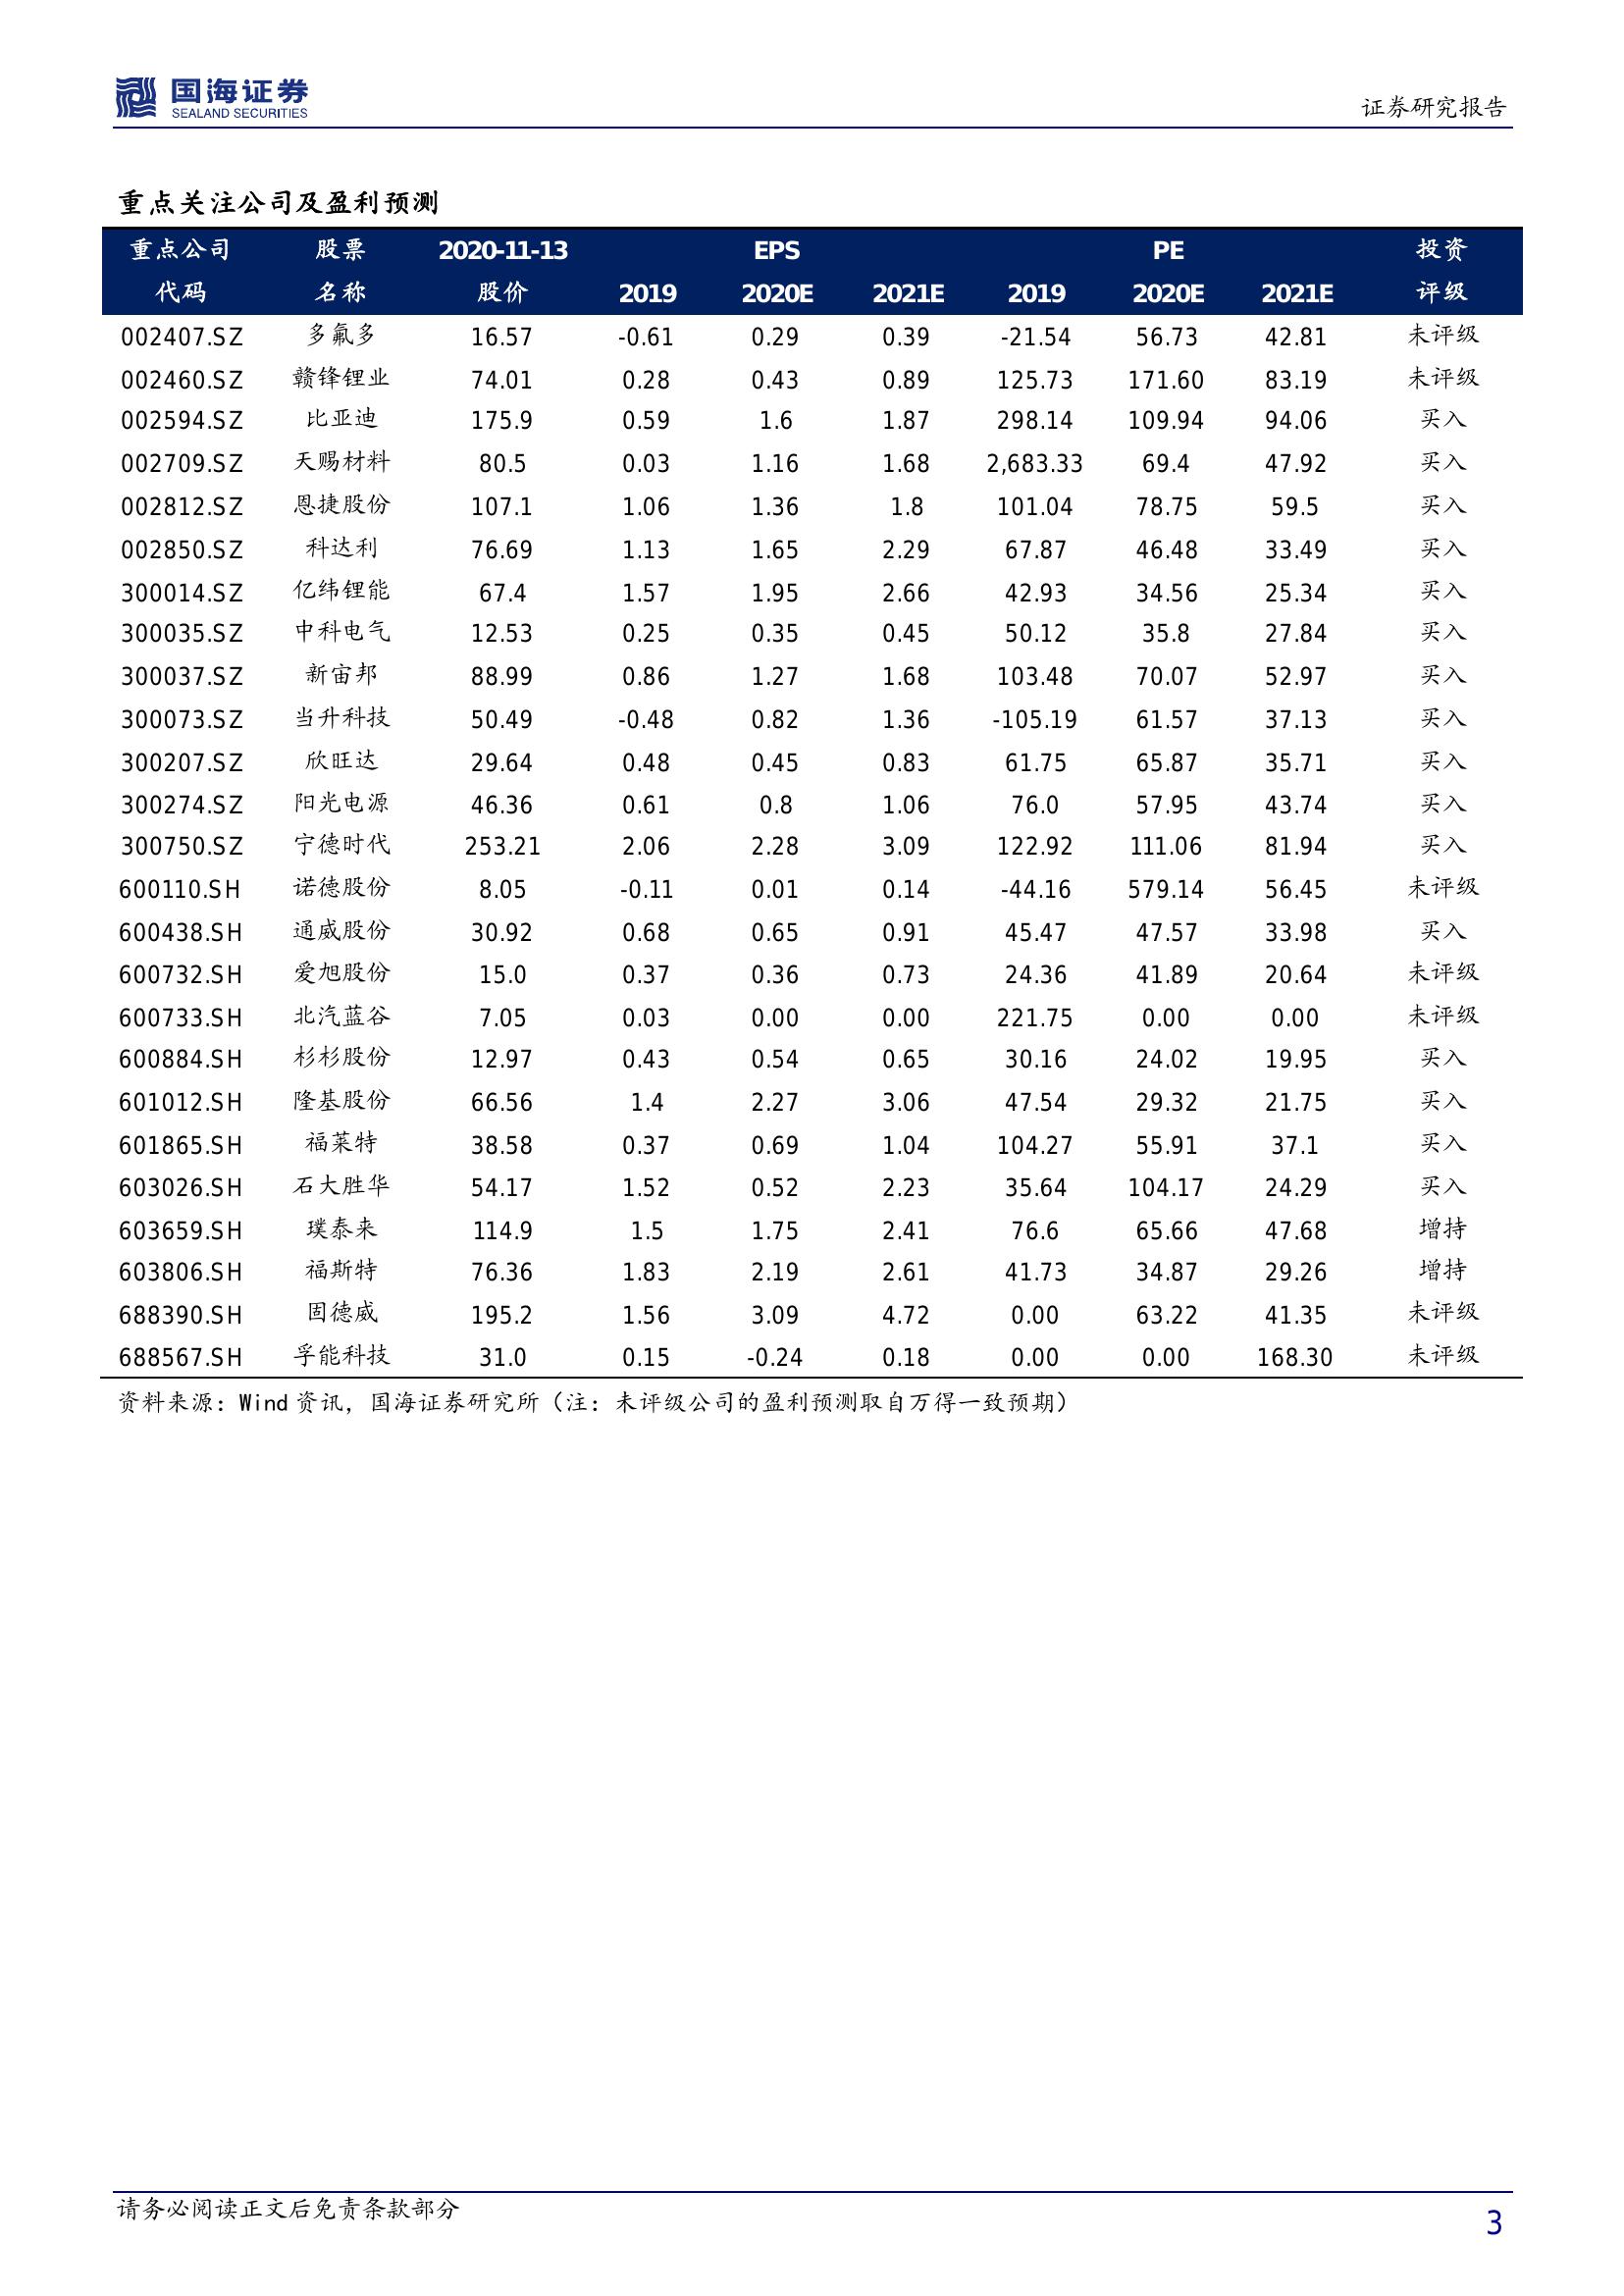 国海证券
SEALAND SECURITIES
证券研究报告
重点关注公司及盈利预测
重点公司 股票 2020-11-13 EPS PE 投资
代码 名称 股价 2019 2020E 2021E 2019 2020E 2021E 评级
002407.SZ 多氟多 16.57 -0.61 0.29 0.39 -21.54 56.73 42.81 未评级
002460.SZ 赣锋锂业 74.01 0.28 0.43 0.89 125.73 171.60 83.19 未评级
002594.SZ 比亚迪 175.9 0.59 1.6 1.87 298.14 109.94 94.06 买入
002709.SZ 天赐材料 80.5 0.03 1.16 1.68 2,683.33 69.4 47.92 买入
002812.SZ 恩捷股份 107.1 1.06 1.36 1.8 101.04 78.75 59.5 买入
002850.SZ 科达利 76.69 1.13 1.65 2.29 67.87 46.48 33.49 买入
300014.SZ 亿纬锂能 67.4 1.57 1.95 2.66 42.93 34.56 25.34 买入
300035.SZ 中科电气 12.53 0.25 0.35 0.45 50.12 35.8 27.84 买入
300037.SZ 新宙邦 88.99 0.86 1.27 1.68 103.48 70.07 52.97 买入
300073.SZ 当升科技 50.49 -0.48 0.82 1.36 -105.19 61.57 37.13 买入
300207.SZ 欣旺达 29.64 0.48 0.45 0.83 61.75 65.87 35.71 买入
300274.SZ 阳光电源 46.36 0.61 0.8 1.06 76.0 57.95 43.74 买入
300750.SZ 宁德时代 253.21 2.06 2.28 3.09 122.92 111.06 81.94 买入
600110.SH 诺德股份 8.05 -0.11 0.01 0.14 -44.16 579.14 56.45 未评级
600438.SH 通威股份 30.92 0.68 0.65 0.91 45.47 47.57 33.98 买入
600732.SH 爱旭股份 15.0 0.37 0.36 0.73 24.36 41.89 20.64 未评级
600733.SH 北汽蓝谷 7.05 0.03 0.00 0.00 221.75 0.00 0.00 未评级
600884.SH 杉杉股份 12.97 0.43 0.54 0.65 30.16 24.02 19.95 买入
601012.SH 隆基股份 66.56 1.4 2.27 3.06 47.54 29.32 21.75 买入
601865.SH 福莱特 38.58 0.37 0.69 1.04 104.27 55.91 37.1 买入
603026.SH 石大胜华 54.17 1.52 0.52 2.23 35.64 104.17 24.29 买入
603659.SH 璞泰来 114.9 1.5 1.75 2.41 76.6 65.66 47.68 增持
603806.SH 福斯特 76.36 1.83 2.19 2.61 41.73 34.87 29.26 增持
688390.SH 固德威 195.2 1.56 3.09 4.72 0.00 63.22 41.35 未评级
688567.SH 孚能科技 31.0 0.15 -0.24 0.18 0.00 0.00 168.30 未评级
资料来源：Wind 资讯，国海证券研究所（注：未评级公司的盈利预测取自万得一致预期）
请务必阅读正文后免责条款部分
3